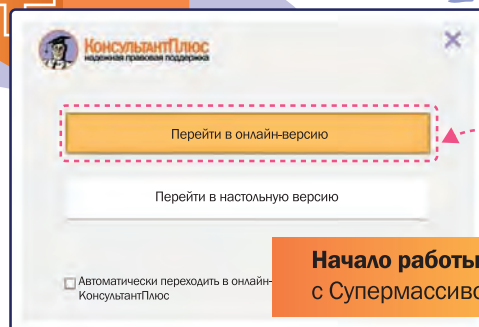 КонсультантПлюс
надежная правовая поддержка
Перейти в онлайн-версию
Перейти в настольную версию
Автоматически переходить в онлайн-
КонсультантПлюс
Начало работы
с Супермассиво